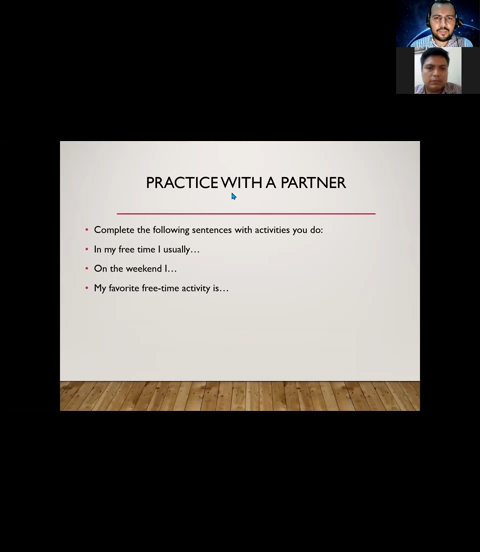 PRACTICE WITH A PARTNER
• Complete the following sentences with activities you do:
• In my free time I usually…
• On the weekend I…
• My favorite free-time activity is…